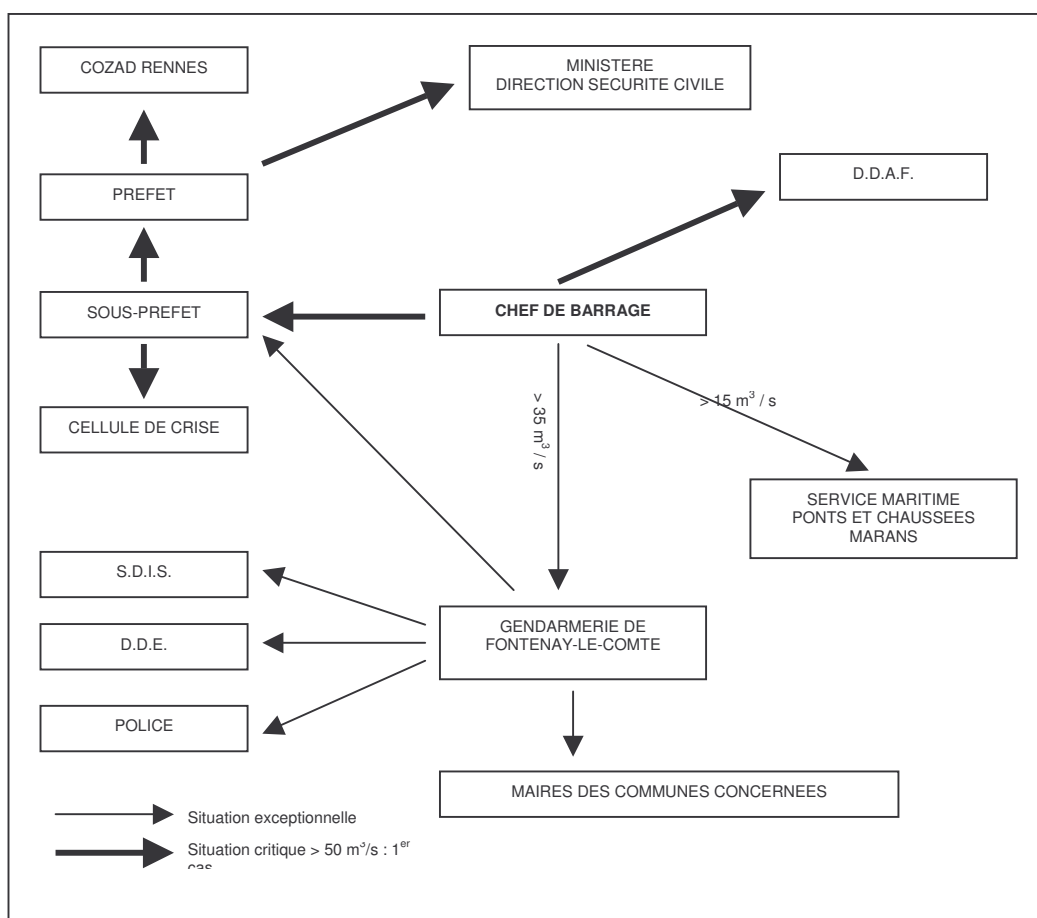 COZAD RENNES
MINISTERE
DIRECTION SECURITE CIVILE
PREFET
D.D.A.F.
SOUS-PREFET
CHEF DE BARRAGE
CELLULE DE CRISE
> 35 m³ / s
> 15 m³ / s
SERVICE MARITIME
PONTS ET CHAUSSEES
MARANS
S.D.I.S.
D.D.E.
POLICE
GENDARMERIE DE
FONTENAY-LE-COMTE
MAIRES DES COMMUNES CONCERNEES
Situation exceptionnelle
Situation critique > 50 m³/s : 1er
cas